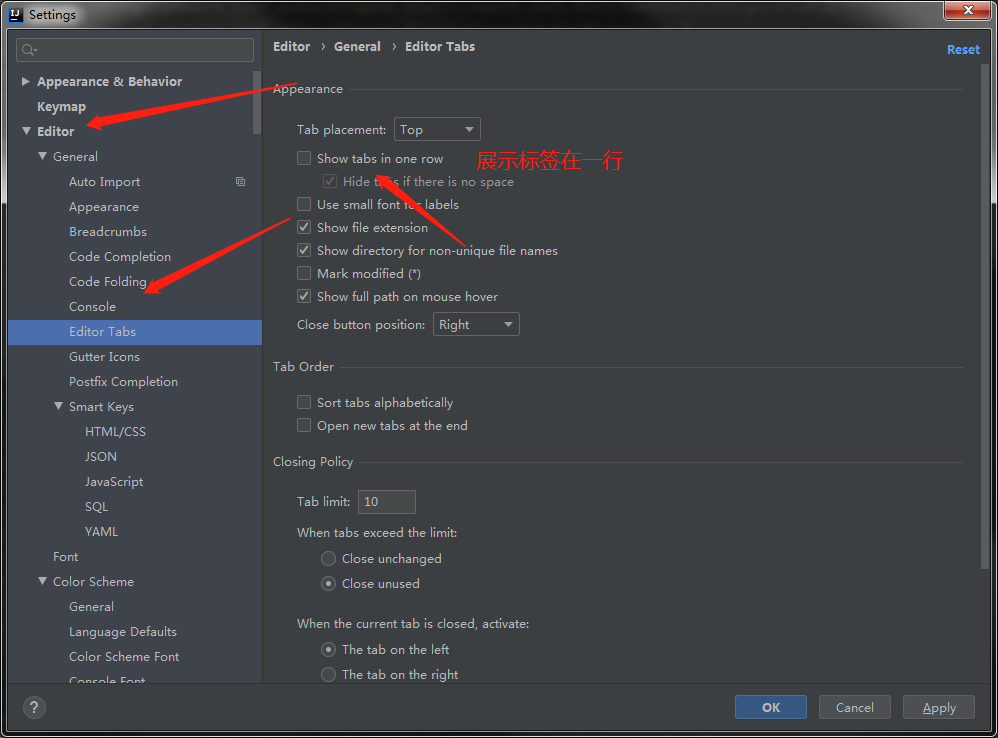 IJ Settings
Editor › General › Editor Tabs
Reset
Appearance & Behavior
Keymap
Editor
General
Auto Import
Appearance
Breadcrumbs
Code Completion
Code Folding
Console
Editor Tabs
Gutter Icons
Postfix Completion
Smart Keys
HTML/CSS
JSON
JavaScript
SQL
YAML
Font
Color Scheme
General
Language Defaults
Color Scheme Font
Console Font
Appearance
Tab placement: Top
Show tabs in one row 展示标签在一行
Hide tabs if there is no space
Use small font for labels
Show file extension
Show directory for non-unique file names
Mark modified (*)
Show full path on mouse hover
Close button position: Right
Tab Order
Sort tabs alphabetically
Open new tabs at the end
Closing Policy
Tab limit: 10
When tabs exceed the limit:
Close unchanged
Close unused
When the current tab is closed, activate:
The tab on the left
The tab on the right
? OK Cancel Apply